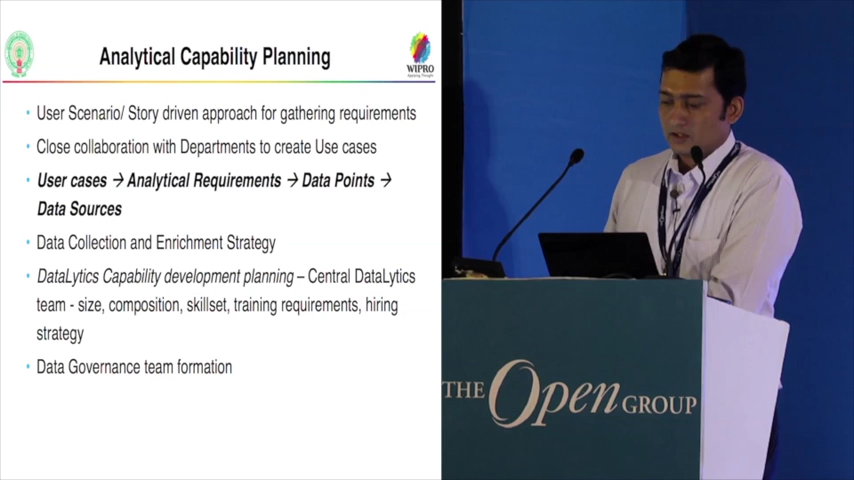 Analytical Capability Planning
WIPRO
Applying Thought
• User Scenario/ Story driven approach for gathering requirements
• Close collaboration with Departments to create Use cases
• User cases → Analytical Requirements → Data Points →
Data Sources
• Data Collection and Enrichment Strategy
• DataLytics Capability development planning – Central DataLytics
team - size, composition, skillset, training requirements, hiring
strategy
• Data Governance team formation
THE Open GROUP